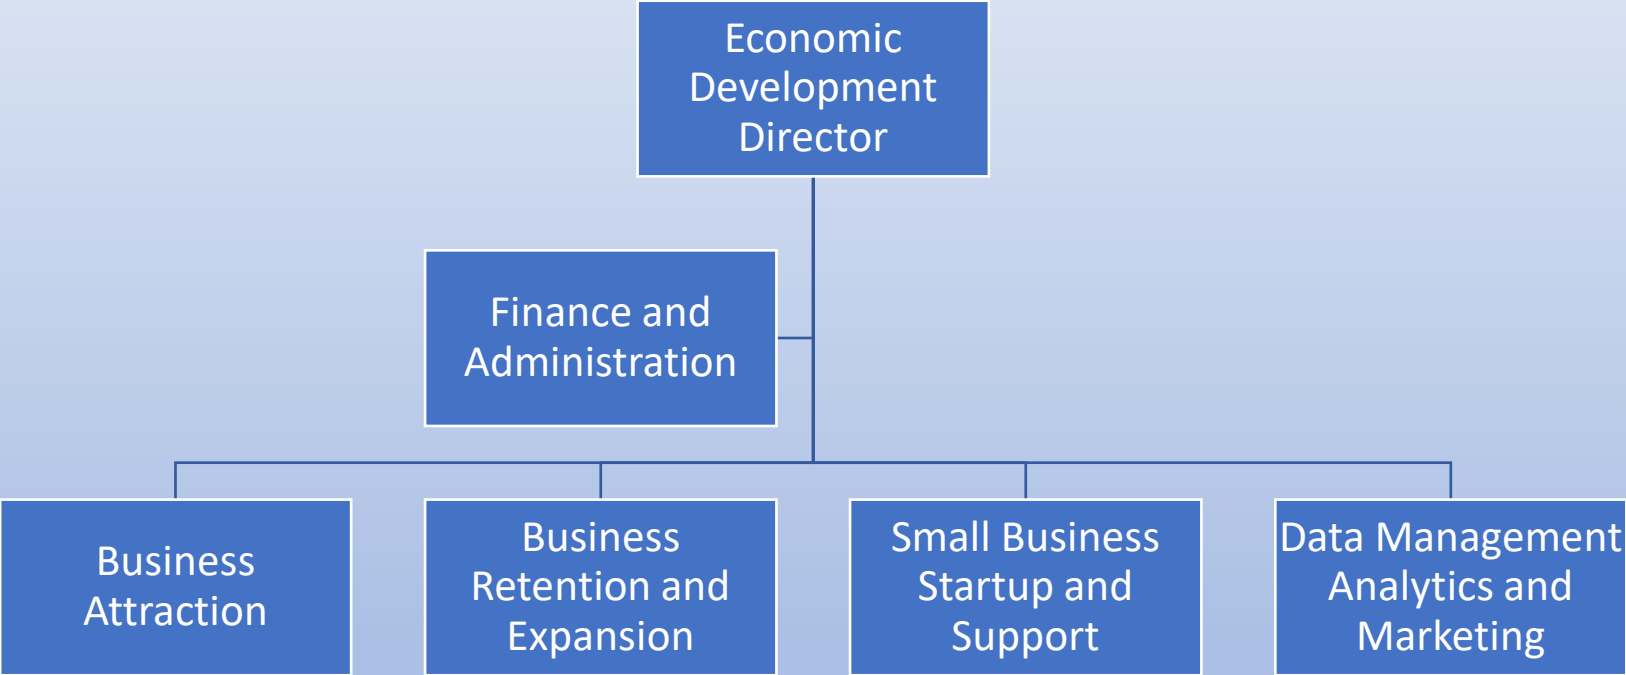 Economic
Development
Director
Finance and
Administration
Business
Attraction
Business
Retention and
Expansion
Small Business
Startup and
Support
Data Management
Analytics and
Marketing